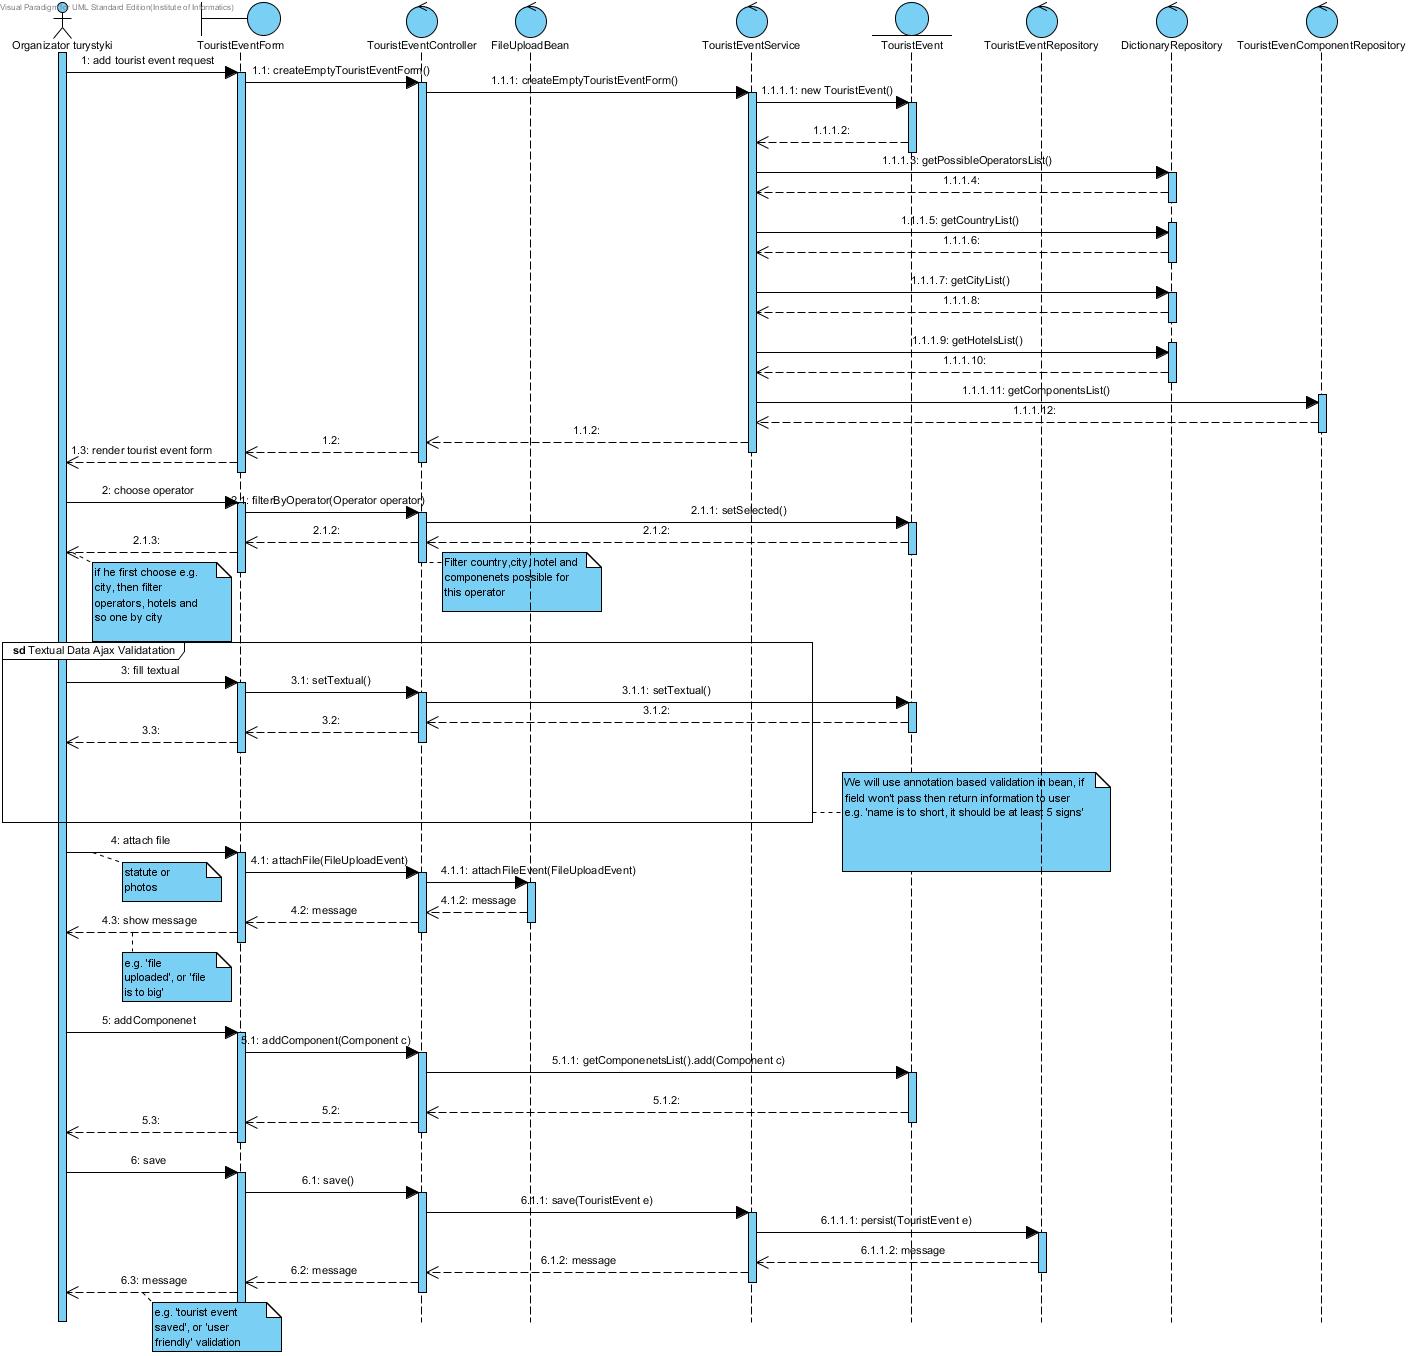 Visual Paradigm for UML Standard Edition(Institute of Informatics)
Organizator turystyki
TouristEventForm
TouristEventController
FileUploadBean
TouristEventService
TouristEvent
TouristEventRepository
DictionaryRepository
TouristEvenComponentRepository
1: add tourist event request
1.1: createEmptyTouristEventForm()
1.1.1: createEmptyTouristEventForm()
1.1.1.1: new TouristEvent()
1.1.1.2:
1.1.1.3: getPossibleOperatorsList()
1.1.1.4:
1.1.1.5: getCountryList()
1.1.1.6:
1.1.1.7: getCityList()
1.1.1.8:
1.1.1.9: getHotelsList()
1.1.1.10:
1.1.1.11: getComponentsList()
1.1.1.12:
1.1.2:
1.2:
1.3: render tourist event form
2: choose operator
2.1: filterByOperator(Operator operator)
2.1.1: setSelected()
2.1.2:
2.1.2:
2.1.3:
if he first choose e.g.
city, then filter
operators, hotels and
so one by city
Filter country,city, hotel and
componenets possible for
this operator
sd Textual Data Ajax Validatation
3: fill textual
3.1: setTextual()
3.1.1: setTextual()
3.1.2:
3.2:
3.3:
We will use annotation based validation in bean, if
field won't pass then return information to user
e.g. 'name is to short, it should be at least 5 signs'
4: attach file
statute or
photos
4.1: attachFile(FileUploadEvent)
4.1.1: attachFileEvent(FileUploadEvent)
4.1.2: message
4.2: message
4.3: show message
e.g. 'file
uploaded', or 'file
is to big'
5: addComponenet
5.1: addComponent(Component c)
5.1.1: getComponenetsList().add(Component c)
5.1.2:
5.2:
5.3:
6: save
6.1: save()
6.1.1: save(TouristEvent e)
6.1.1.1: persist(TouristEvent e)
6.1.1.2: message
6.1.2: message
6.2: message
6.3: message
e.g. 'tourist event
saved', or 'user
friendly' validation